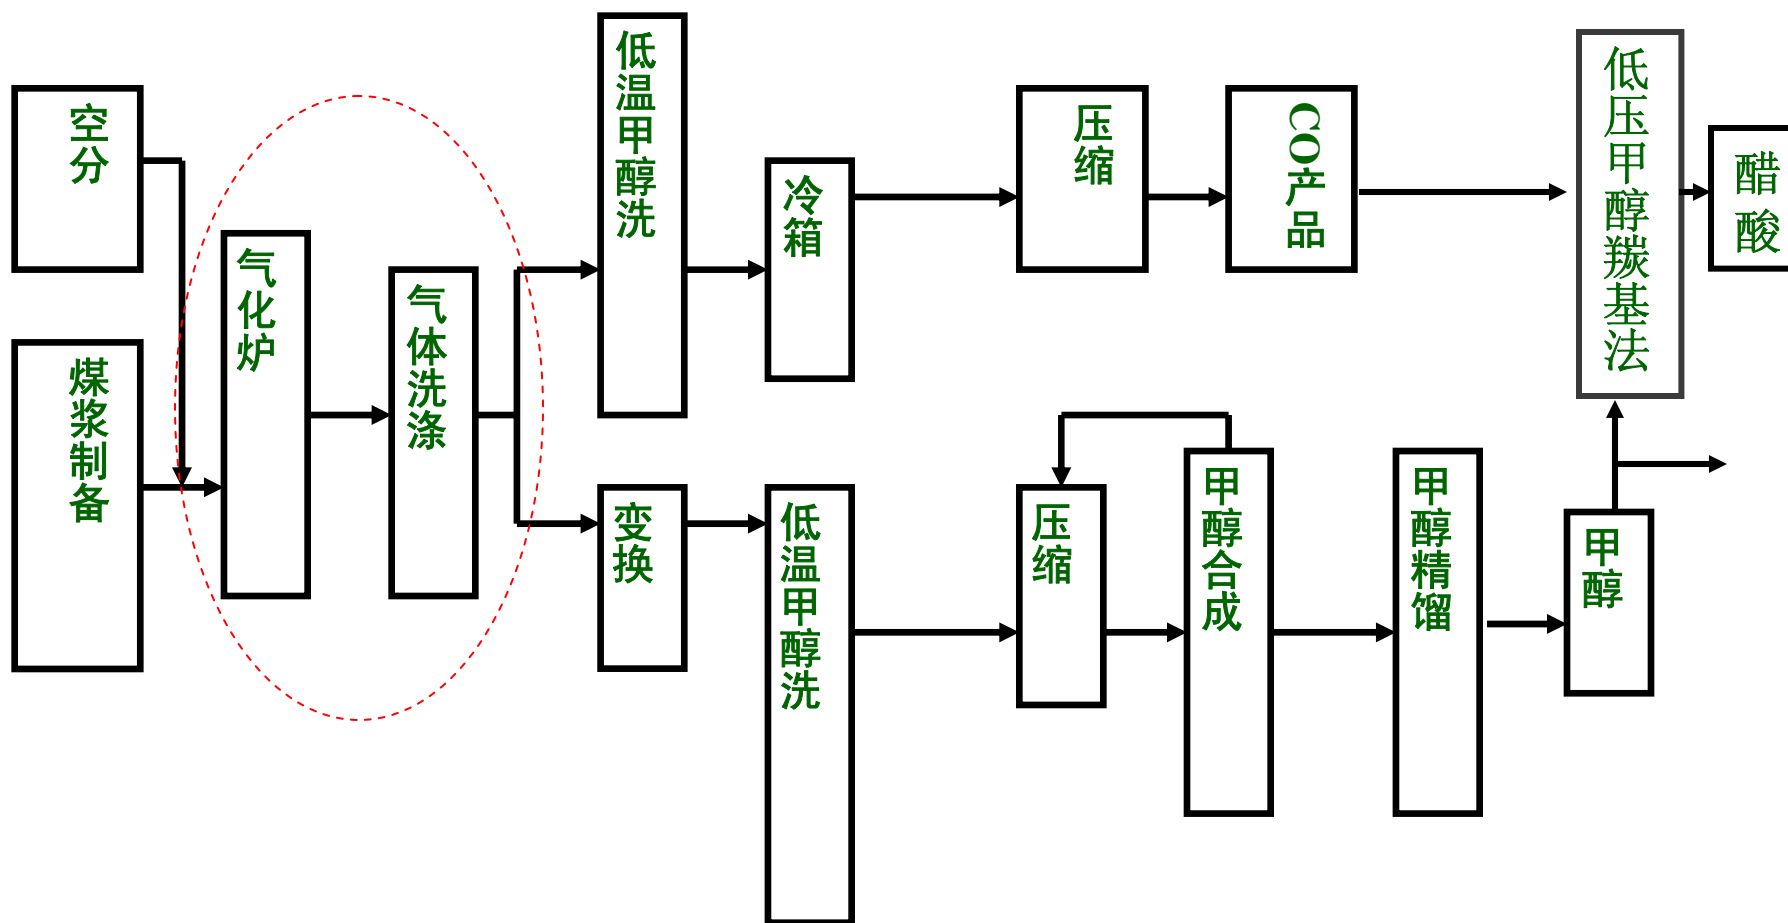 空分
煤浆制备
气化炉
气体洗涤
低温甲醇洗
冷箱
压缩
CO产品
低压甲醇羰基法
醋酸
变换
低温甲醇洗
压缩
甲醇合成
甲醇精馏
甲醇